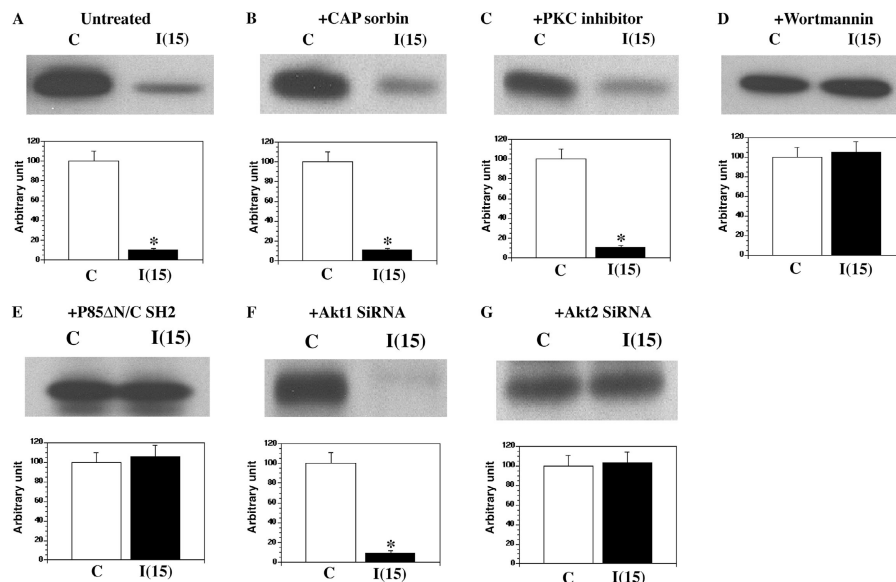 A Untreated
C I(15)
Arbitrary unit
120
100
80
60
40
20
0
*
C I(15)
B +CAP sorbin
C I(15)
Arbitrary unit
120
100
80
60
40
20
0
*
C I(15)
C +PKC inhibitor
C I(15)
Arbitrary unit
120
100
80
60
40
20
0
*
C I(15)
D +Wortmannin
C I(15)
Arbitrary unit
120
100
80
60
40
20
0
C I(15)
E +P85ΔN/C SH2
C I(15)
Arbitrary unit
120
100
80
60
40
20
0
C I(15)
F +Akt1 SiRNA
C I(15)
Arbitrary unit
120
100
80
60
40
20
0
*
C I(15)
G +Akt2 SiRNA
C I(15)
Arbitrary unit
120
100
80
60
40
20
0
C I(15)